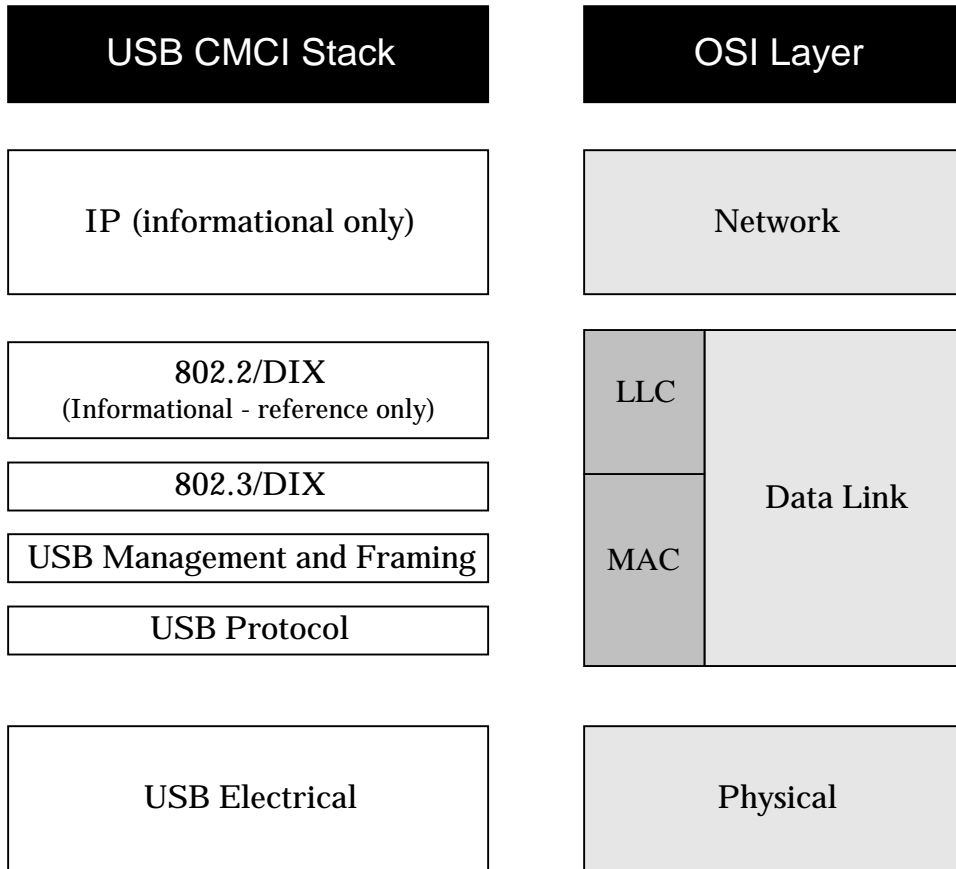 USB CMCI Stack
OSI Layer
IP (informational only)
Network
802.2/DIX
(Informational - reference only)
LLC
802.3/DIX
Data Link
USB Management and Framing
MAC
USB Protocol
USB Electrical
Physical